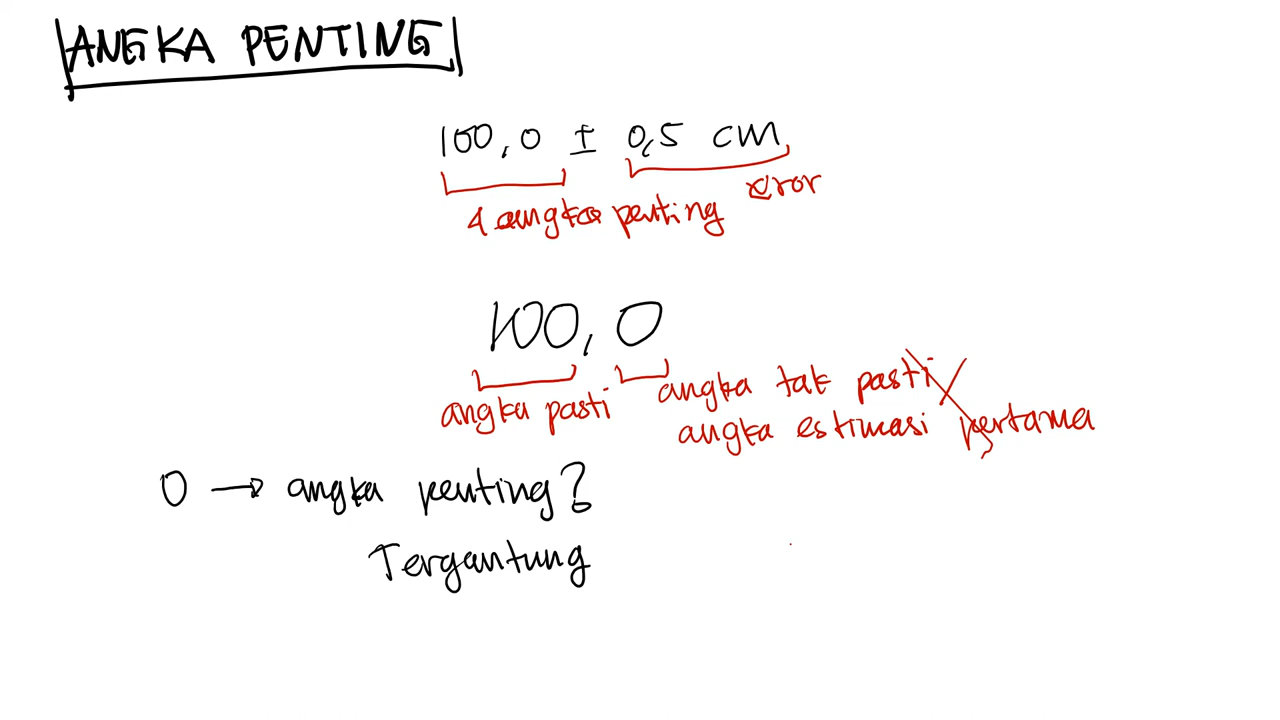 ANGKA PENTING
100,0 ± 0,5 cm
error
4 angka penting
100,0
angka tak pasti
angka pasti
angka estimasi pertama
0 → angka penting?
Tergantung